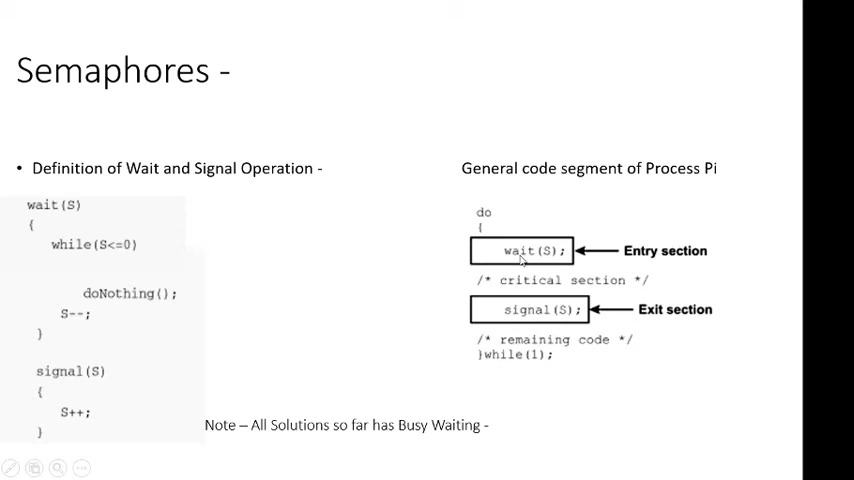 Semaphores -
• Definition of Wait and Signal Operation -
wait(S)
{
while(S<=0)
doNothing();
S--;
}
signal(S)
{
S++;
}
General code segment of Process Pi
do
{
wait(S); Entry section
/* critical section */
signal(S); Exit section
/* remaining code */
}while(1);
Note – All Solutions so far has Busy Waiting -